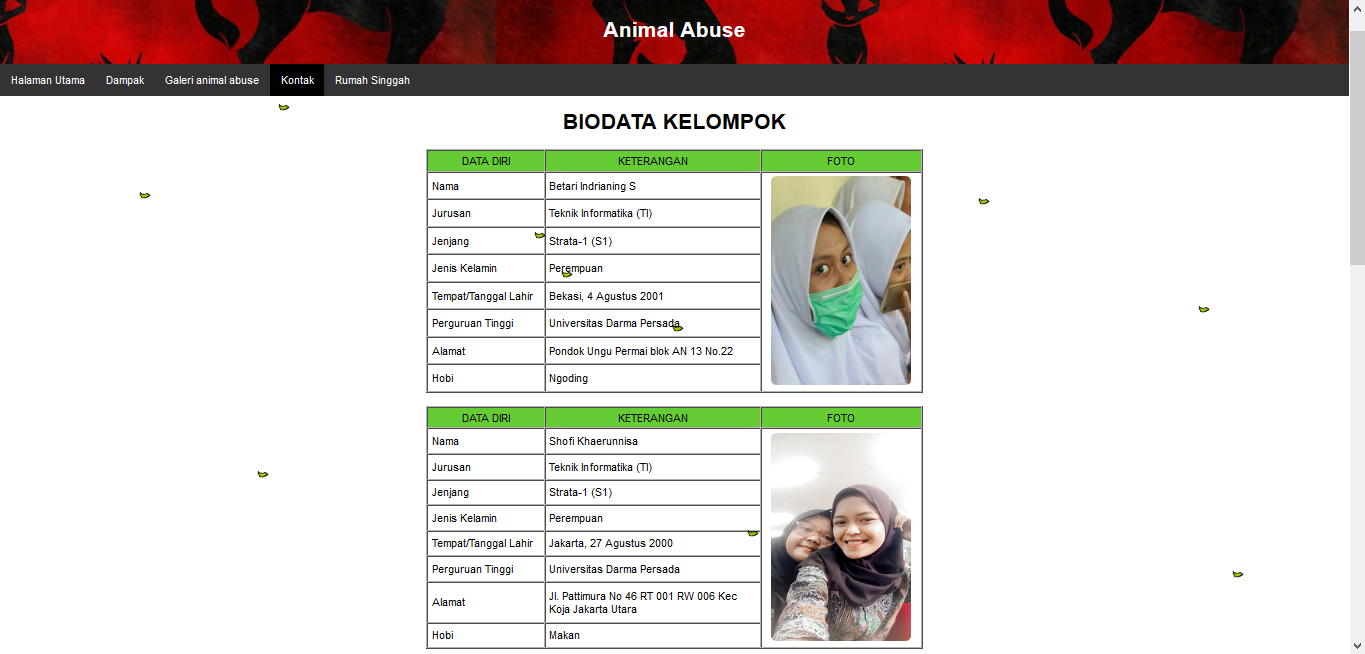 Animal Abuse
Halaman Utama Dampak Galeri animal abuse Kontak Rumah Singgah
BIODATA KELOMPOK
DATA DIRI KETERANGAN FOTO
Nama Betari Indrianing S
Jurusan Teknik Informatika (TI)
Jenjang Strata-1 (S1)
Jenis Kelamin Perempuan
Tempat/Tanggal Lahir Bekasi, 4 Agustus 2001
Perguruan Tinggi Universitas Darma Persada
Alamat Pondok Ungu Permai blok AN 13 No.22
Hobi Ngoding
DATA DIRI KETERANGAN FOTO
Nama Shofi Khaerunnisa
Jurusan Teknik Informatika (TI)
Jenjang Strata-1 (S1)
Jenis Kelamin Perempuan
Tempat/Tanggal Lahir Jakarta, 27 Agustus 2000
Perguruan Tinggi Universitas Darma Persada
Alamat Jl. Pattimura No 46 RT 001 RW 006 Kec
Koja Jakarta Utara
Hobi Makan